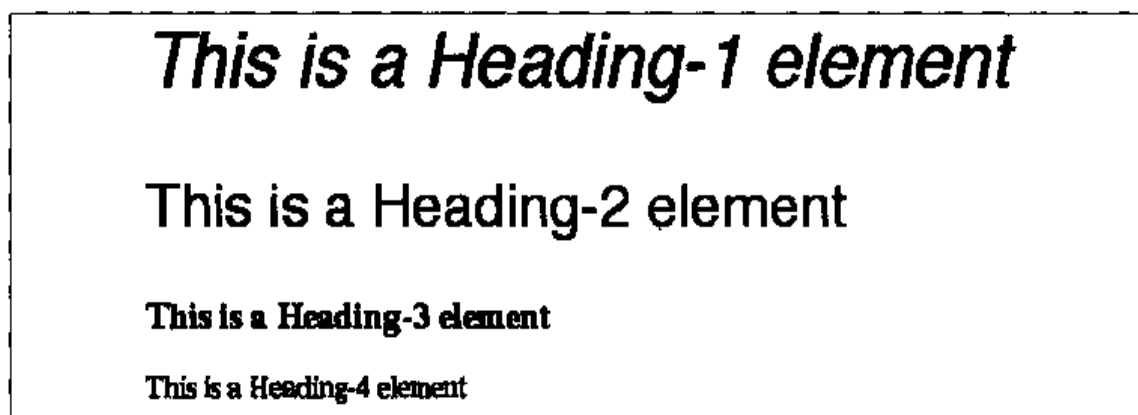 This is a Heading-1 element
This is a Heading-2 element
This is a Heading-3 element
This is a Heading-4 element